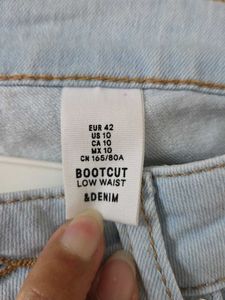 EUR 42
US 10
CA 10
MX 10
CN 165/80A
BOOTCUT
LOW WAIST
&DENIM